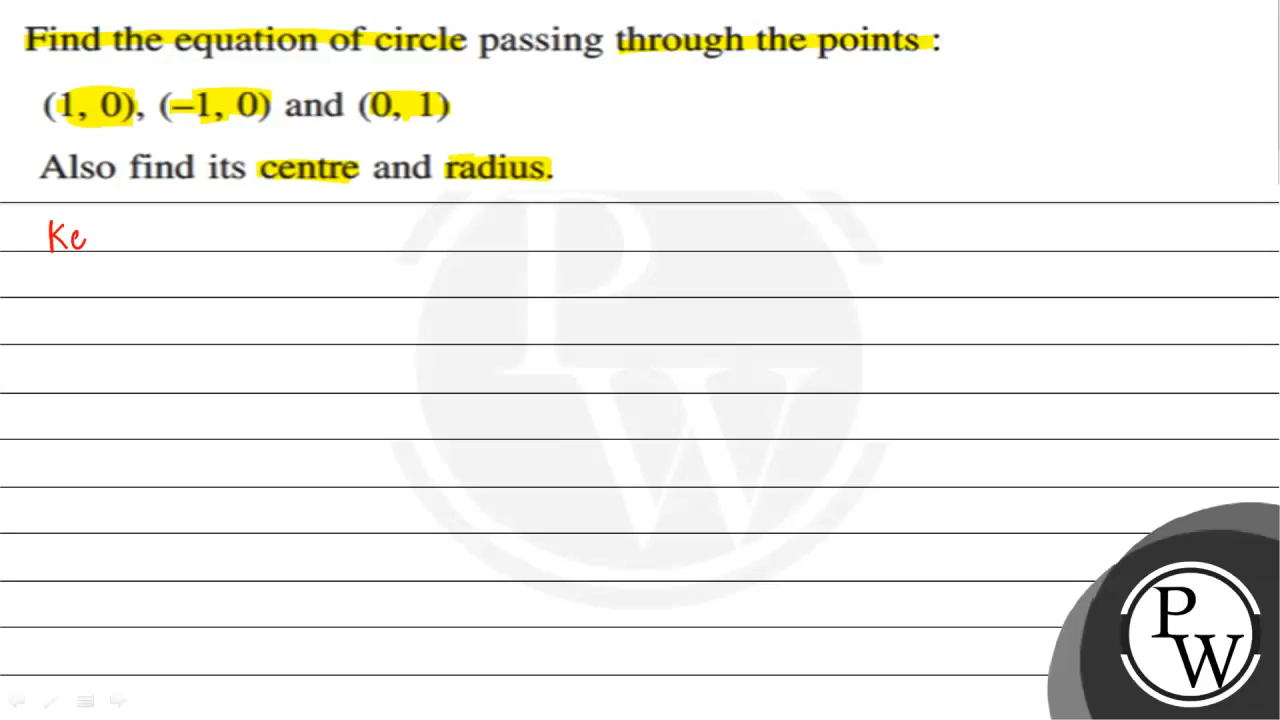 Find the equation of circle passing through the points :
(1, 0), (–1, 0) and (0, 1)
Also find its centre and radius.
Ke
P
W
P
W